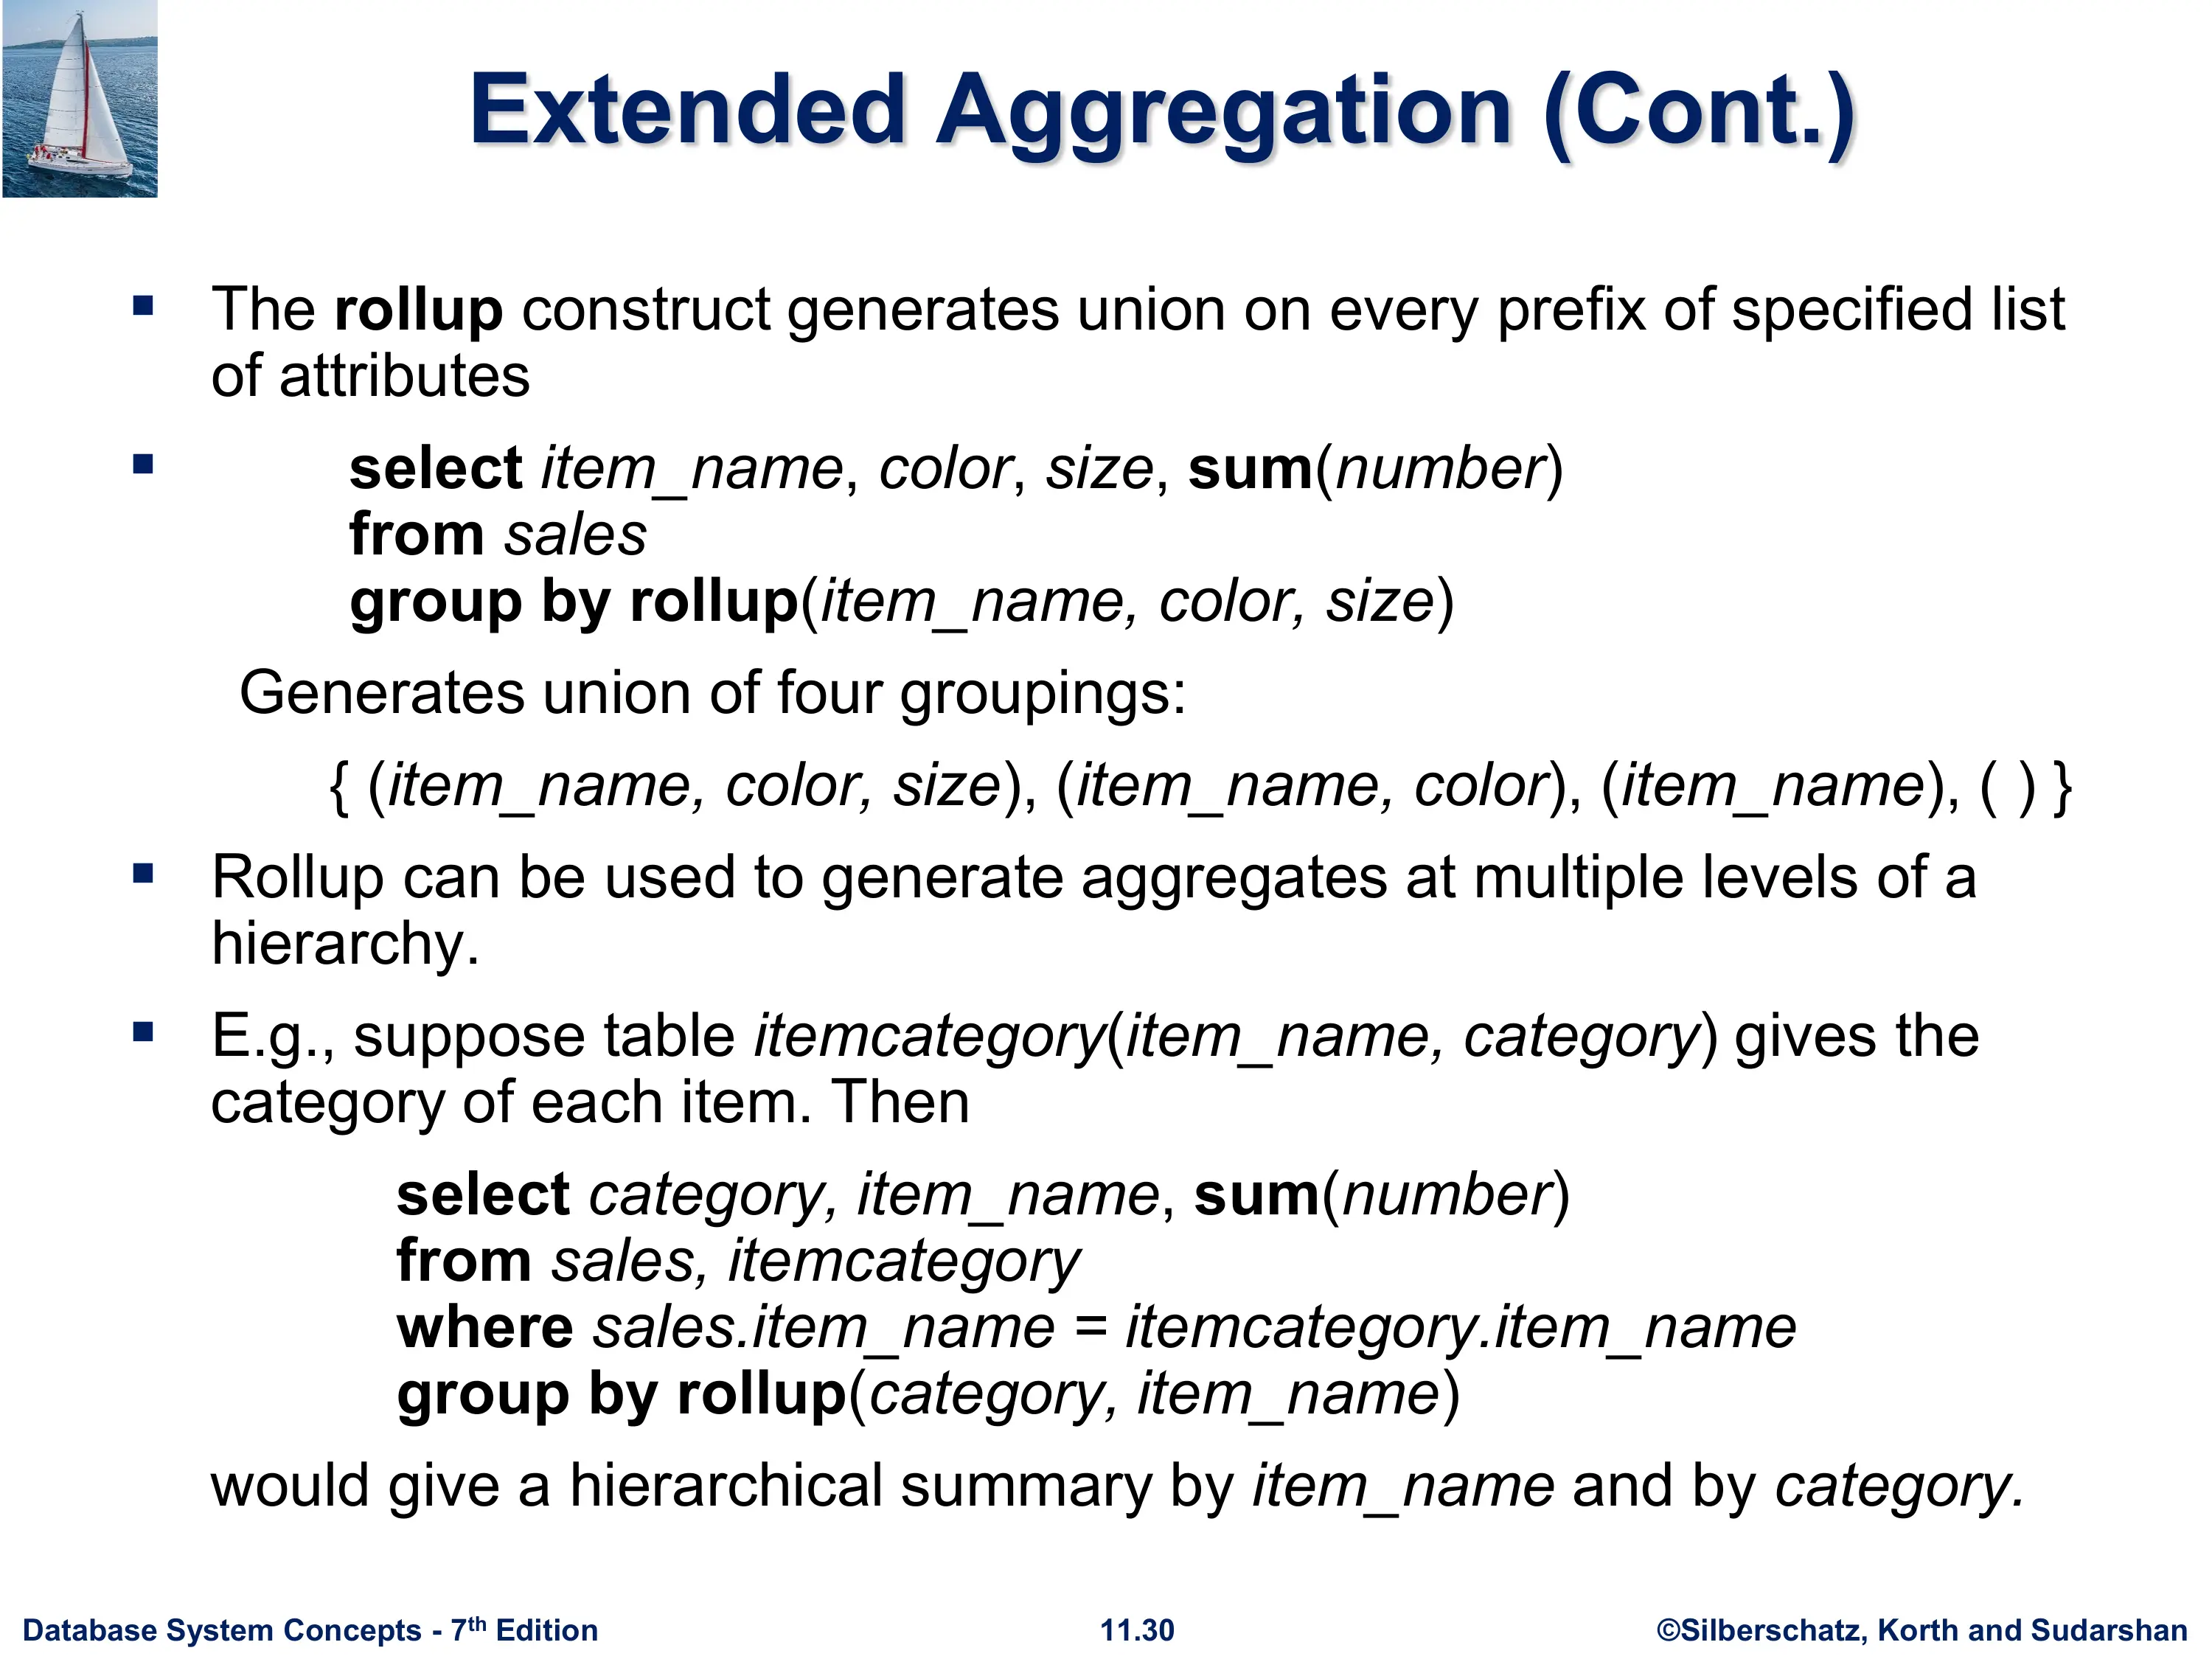 Extended Aggregation (Cont.)
▪ The rollup construct generates union on every prefix of specified list
of attributes
▪ select item_name, color, size, sum(number)
from sales
group by rollup(item_name, color, size)
Generates union of four groupings:
{ (item_name, color, size), (item_name, color), (item_name), ( ) }
▪ Rollup can be used to generate aggregates at multiple levels of a
hierarchy.
▪ E.g., suppose table itemcategory(item_name, category) gives the
category of each item. Then
select category, item_name, sum(number)
from sales, itemcategory
where sales.item_name = itemcategory.item_name
group by rollup(category, item_name)
would give a hierarchical summary by item_name and by category.
Database System Concepts - 7th Edition
11.30
©Silberschatz, Korth and Sudarshan